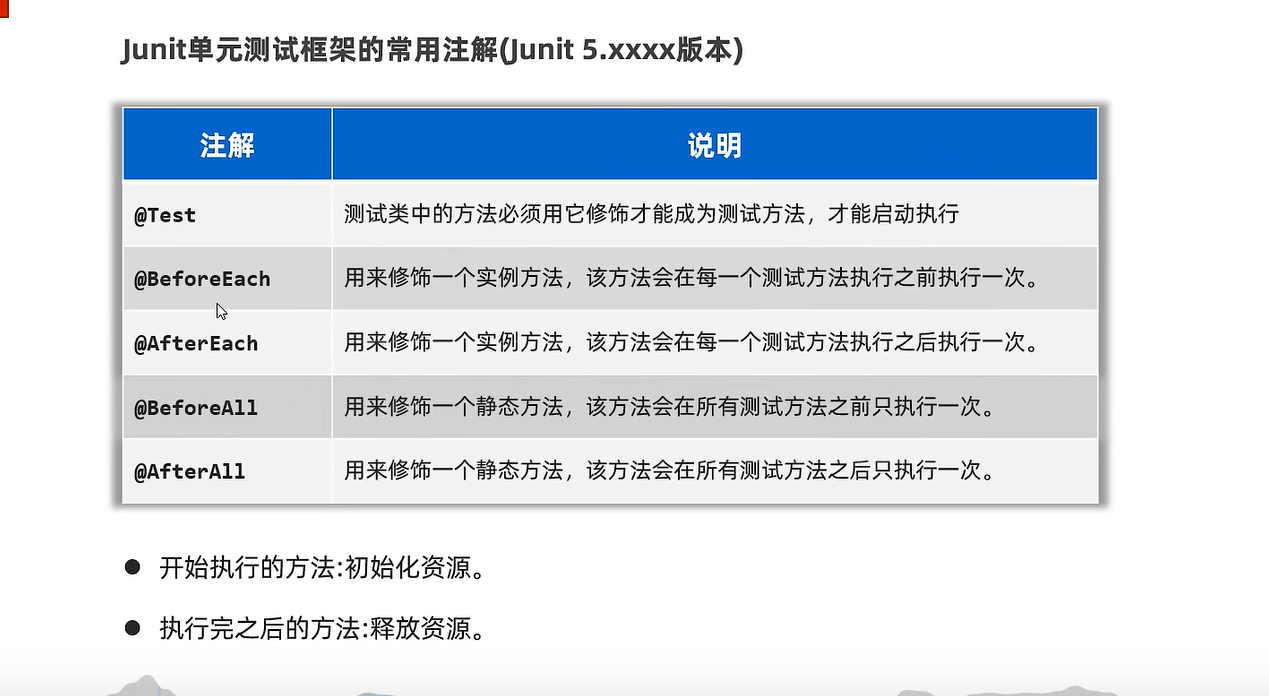 Junit单元测试框架的常用注解(Junit 5.xxxx版本)
注解 说明
@Test 测试类中的方法必须用它修饰才能成为测试方法，才能启动执行
@BeforeEach 用来修饰一个实例方法，该方法会在每一个测试方法执行之前执行一次。
@AfterEach 用来修饰一个实例方法，该方法会在每一个测试方法执行之后执行一次。
@BeforeAll 用来修饰一个静态方法，该方法会在所有测试方法之前只执行一次。
@AfterAll 用来修饰一个静态方法，该方法会在所有测试方法之后只执行一次。
● 开始执行的方法:初始化资源。
● 执行完之后的方法:释放资源。